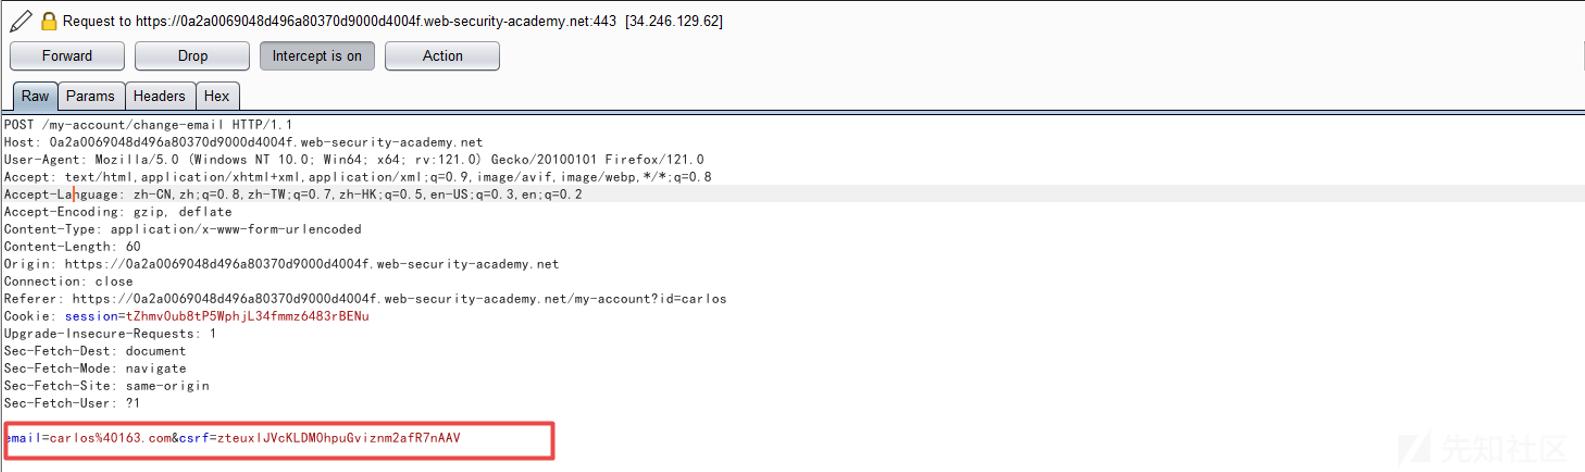 Request to https://0a2a0069048d496a80370d9000d4004f.web-security-academy.net:443 [34.246.129.62]
Forward Drop Intercept is on Action
Raw Params Headers Hex
POST /my-account/change-email HTTP/1.1
Host: 0a2a0069048d496a80370d9000d4004f.web-security-academy.net
User-Agent: Mozilla/5.0 (Windows NT 10.0; Win64; x64; rv:121.0) Gecko/20100101 Firefox/121.0
Accept: text/html,application/xhtml+xml,application/xml;q=0.9,image/avif,image/webp,*/*;q=0.8
Accept-Language: zh-CN,zh;q=0.8,zh-TW;q=0.7,zh-HK;q=0.5,en-US;q=0.3,en;q=0.2
Accept-Encoding: gzip, deflate
Content-Type: application/x-www-form-urlencoded
Content-Length: 60
Origin: https://0a2a0069048d496a80370d9000d4004f.web-security-academy.net
Connection: close
Referer: https://0a2a0069048d496a80370d9000d4004f.web-security-academy.net/my-account?id=carlos
Cookie: session=tZhmvOub8tP5WphjL34fmmz6483rBENu
Upgrade-Insecure-Requests: 1
Sec-Fetch-Dest: document
Sec-Fetch-Mode: navigate
Sec-Fetch-Site: same-origin
Sec-Fetch-User: ?1
email=carlos%40163.com&csrf=zteuxlJVcKLDMOhpuGviznm2afR7nAAV
先知社区